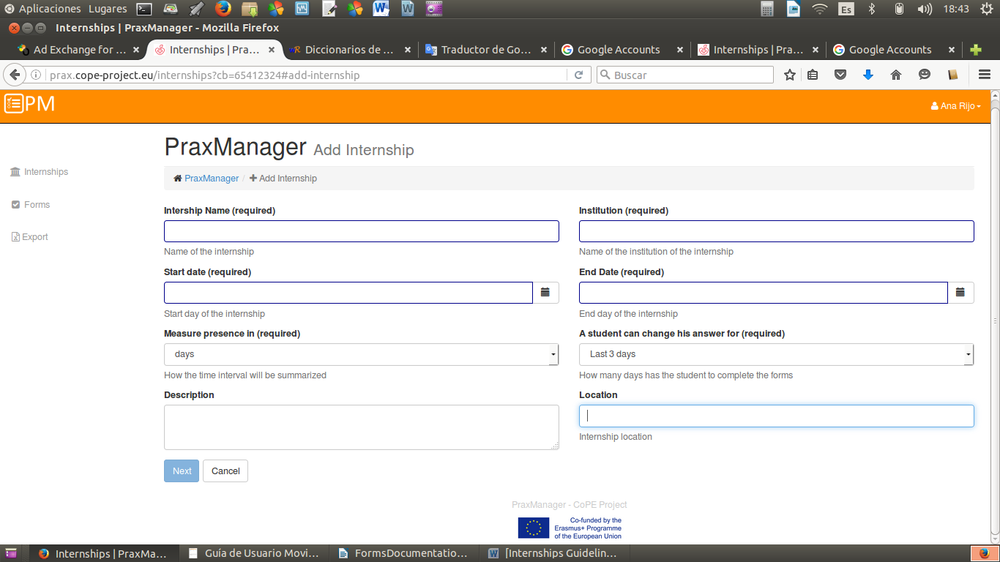 Aplicaciones Lugares Es 18:43
Internships | PraxManager - Mozilla Firefox
Ad Exchange for ... Internships | Pra... Diccionarios de ... Traductor de Go... Google Accounts Internships | Pra... Google Accounts
prax.cope-project.eu/internships?cb=65412324#add-internship Buscar
PM Ana Rijo
PraxManager Add Internship
Internships
PraxManager / Add Internship
Forms
Export
Intership Name (required) Institution (required)
Name of the internship Name of the institution of the internship
Start date (required) End Date (required)
Start day of the internship End day of the internship
Measure presence in (required) A student can change his answer for (required)
days Last 3 days
How the time interval will be summarized How many days has the student to complete the forms
Description Location
Internship location
Next Cancel
PraxManager - CoPE Project
Co-funded by the
Erasmus+ Programme
of the European Union
Internships | PraxMa... Guía de Usuario Movi... FormsDocumentatio... [Internships Guidelin...